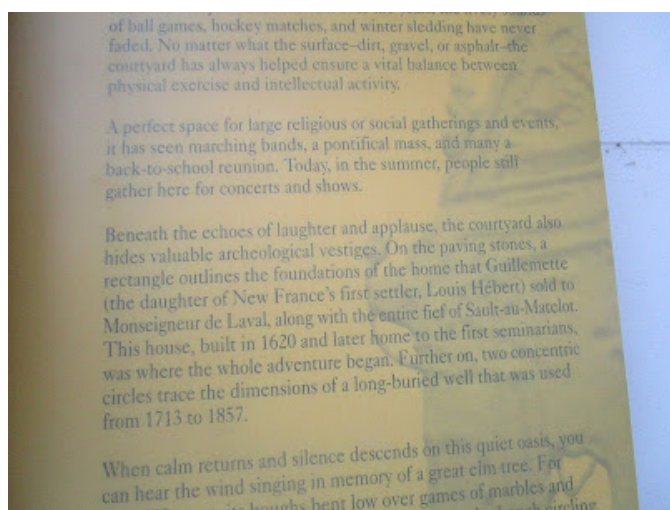 of ball games, hockey matches, and winter sledding have never
faded. No matter what the surface–dirt, gravel, or asphalt–the
courtyard has always helped ensure a vital balance between
physical exercise and intellectual activity.
A perfect space for large religious or social gatherings and events,
it has seen marching bands, a pontifical mass, and many a
back-to-school reunion. Today, in the summer, people still
gather here for concerts and shows.
Beneath the echoes of laughter and applause, the courtyard also
hides valuable archeological vestiges. On the paving stones, a
rectangle outlines the foundations of the home that Guillemette
(the daughter of New France's first settler, Louis Hébert) sold to
Monseigneur de Laval, along with the entire fief of Sault-au-Matelot.
This house, built in 1620 and later home to the first seminarians,
was where the whole adventure began. Further on, two concentric
circles trace the dimensions of a long-buried well that was used
from 1713 to 1857.
When calm returns and silence descends on this quiet oasis, you
can hear the wind singing in memory of a great elm tree. For
boughs bent low over games of marbles and
circling